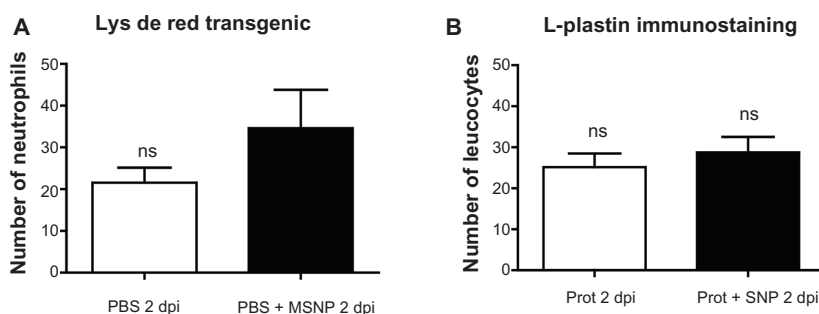 A
Lys de red transgenic
Number of neutrophils
50
40
30
20
10
0
ns
PBS 2 dpi
PBS + MSNP 2 dpi
B
L-plastin immunostaining
Number of leucocytes
50
40
30
20
10
0
ns
ns
Prot 2 dpi
Prot + SNP 2 dpi